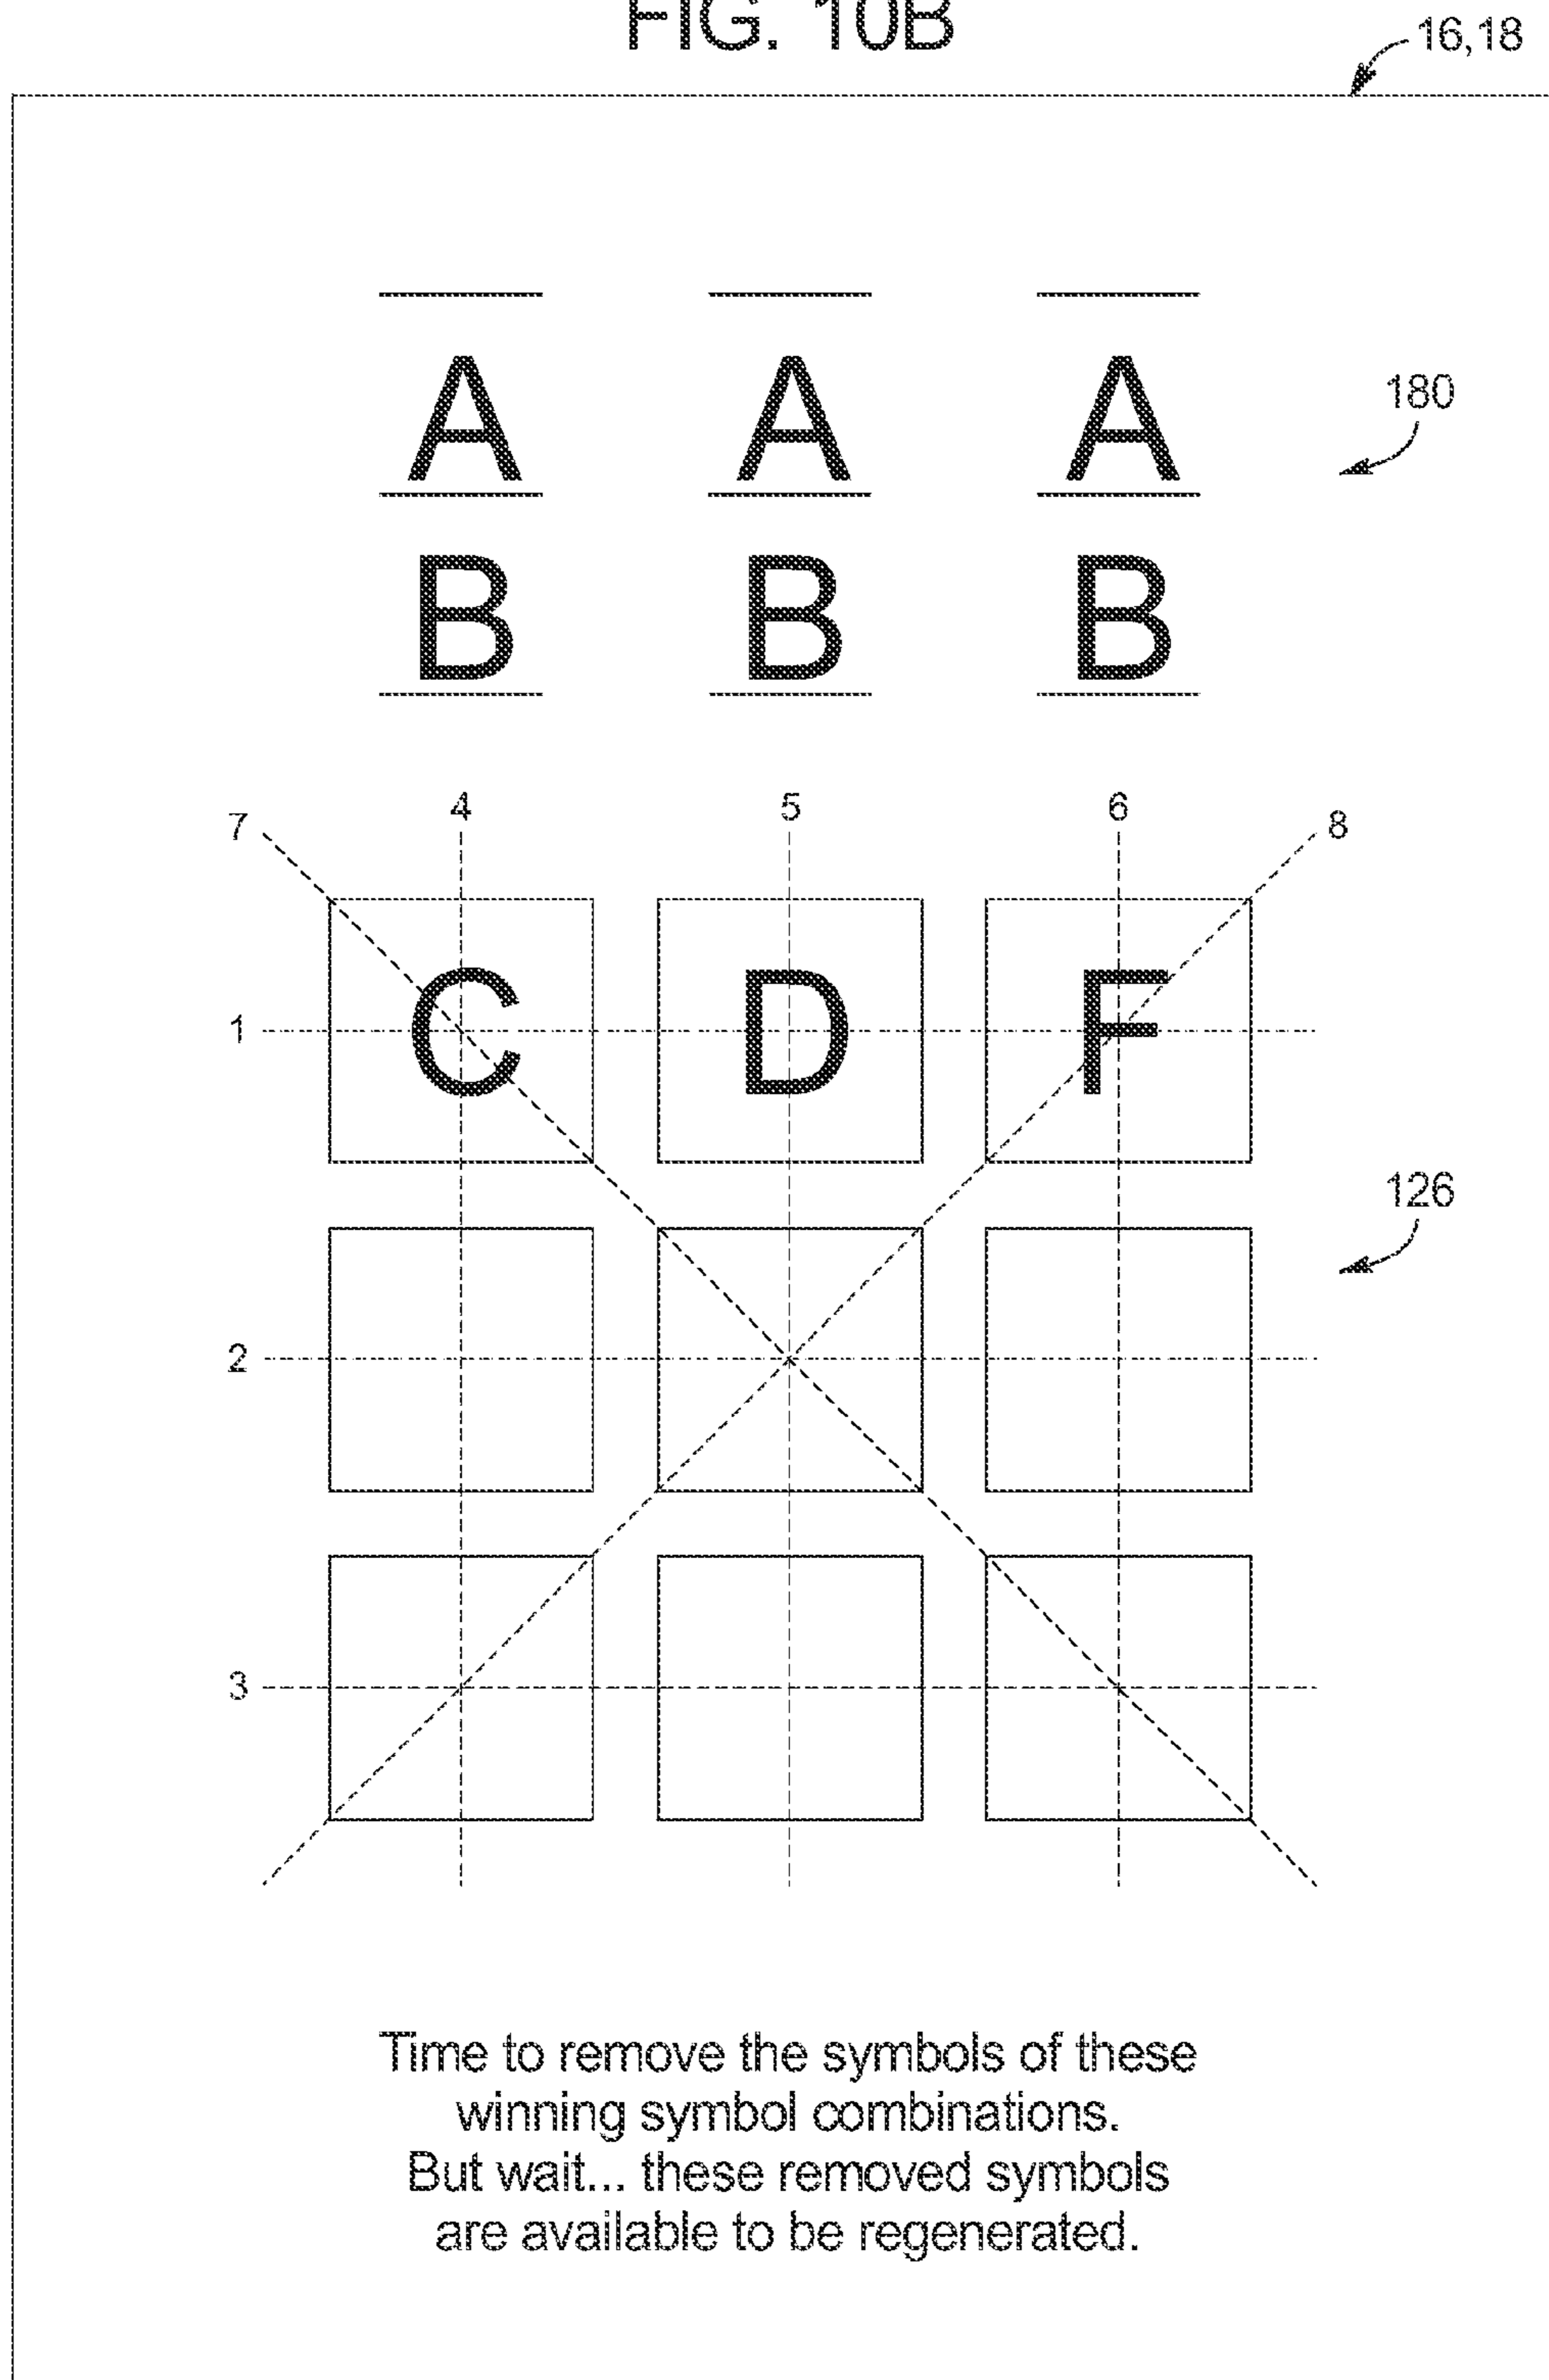 FIG. 10B
16,18
A A A
180
B B B
7 4 5 6 8
C D F
1
126
2
3
Time to remove the symbols of these
winning symbol combinations.
But wait... these removed symbols
are available to be regenerated.